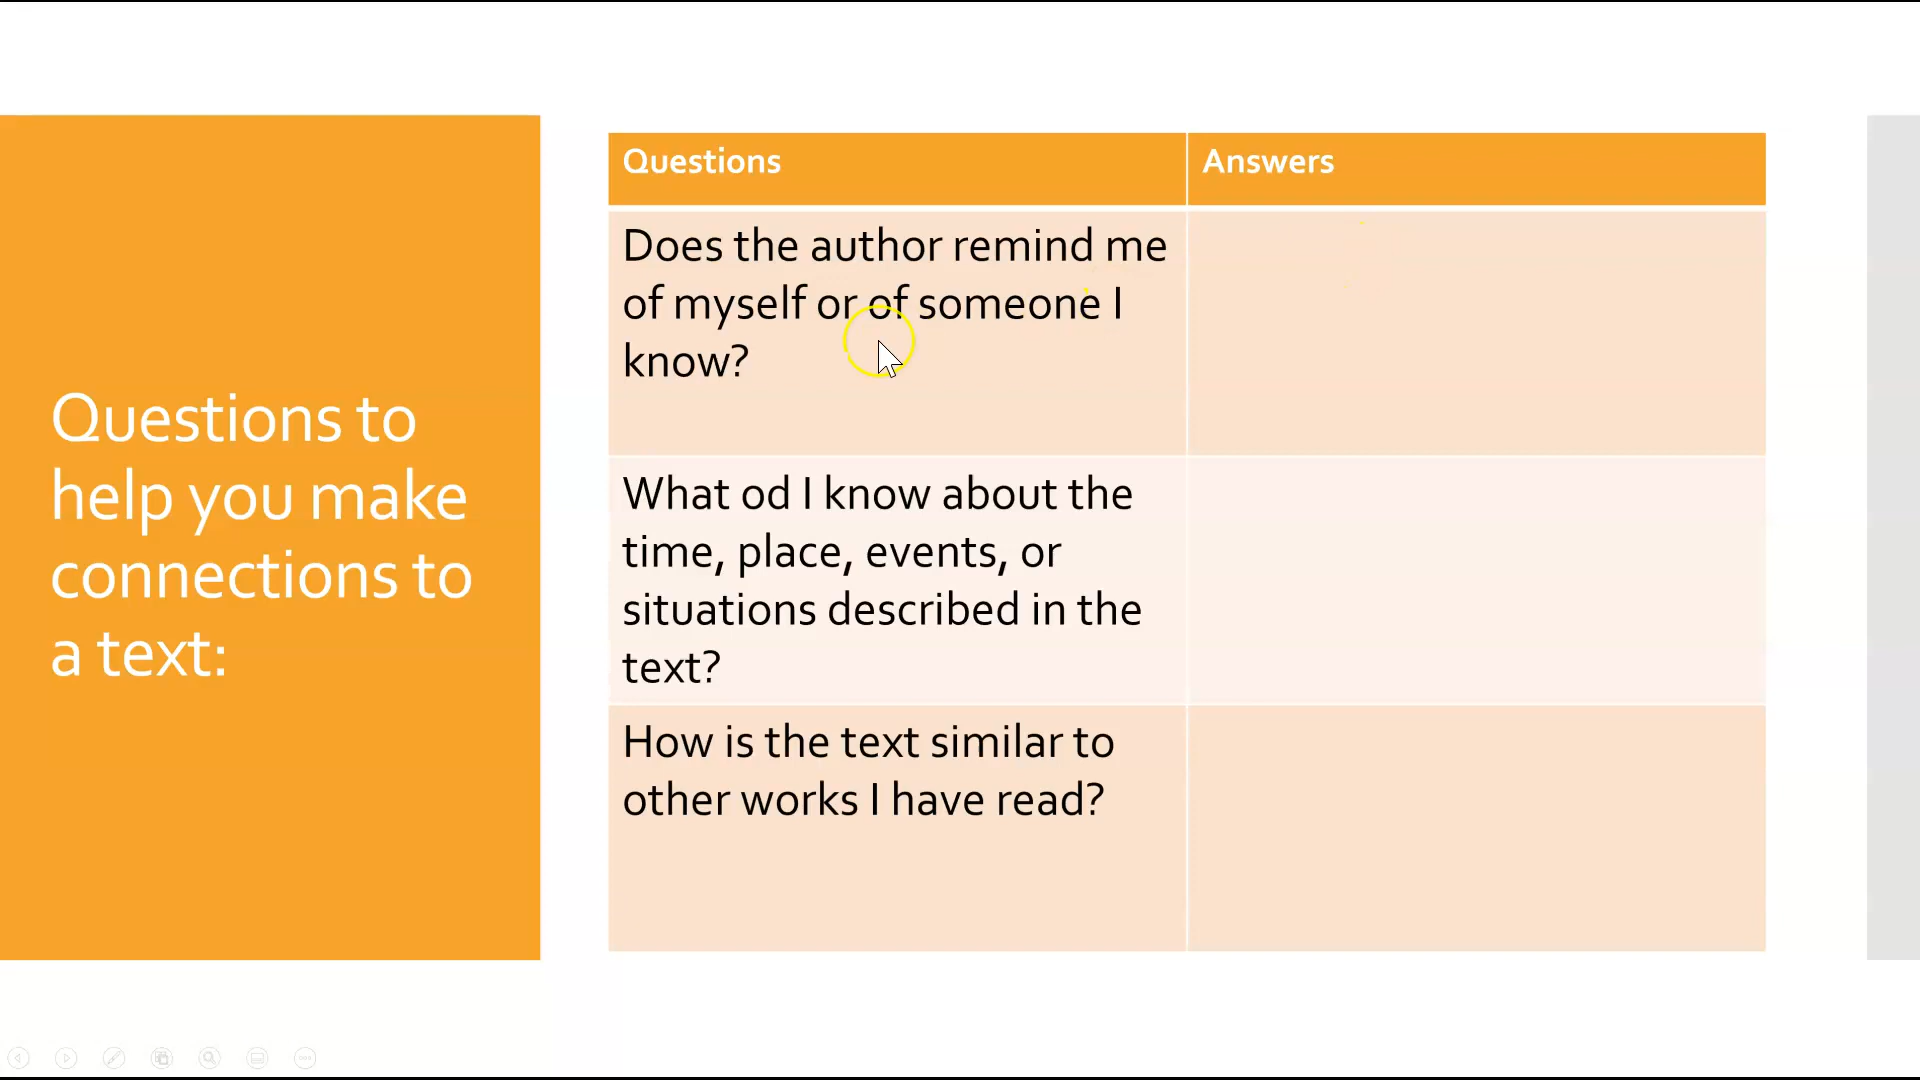 Questions to
help you make
connections to
a text:
Questions
Answers
Does the author remind me
of myself or of someone I
know?
What od I know about the
time, place, events, or
situations described in the
text?
How is the text similar to
other works I have read?